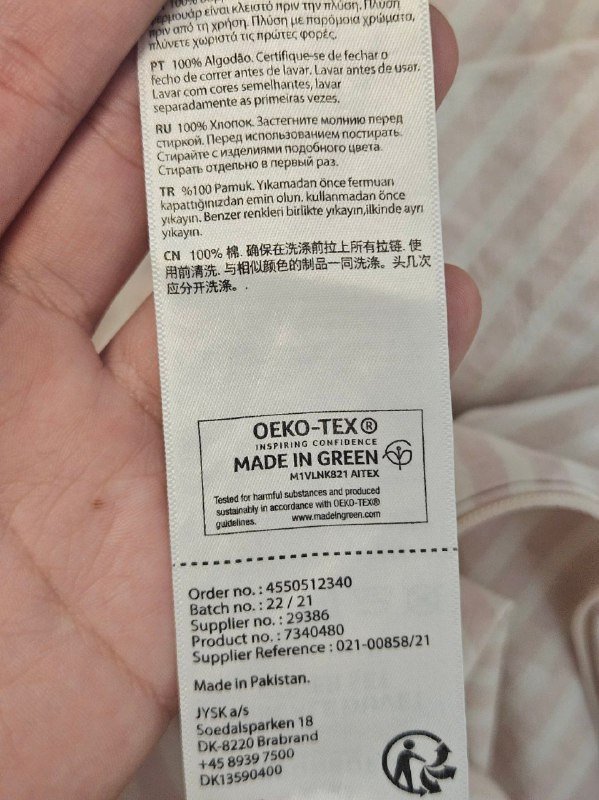 100%
φερμουάρ είναι κλειστό πριν την πλύση. Πλύση
πριν από τη χρήση. Πλύση με παρόμοια χρώματα,
πλύνετε χωριστά τις πρώτες φορές.
PT 100% Algodão. Certifique-se de fechar o
fecho de correr antes de lavar. Lavar antes de usar.
Lavar com cores semelhantes, lavar
separadamente as primeiras vezes.
RU 100% Хлопок. Застегните молнию перед
стиркой. Перед использованием постирать.
Стирайте с изделиями подобного цвета.
Стирать отдельно в первый раз.
TR %100 Pamuk. Yıkamadan önce fermuarı
kapattığınızdan emin olun. kullanmadan önce
yıkayın. Benzer renkleri birlikte yıkayın,ilkinde ayrı
yıkayın.
CN 100% 棉. 确保在洗涤前拉上所有拉链. 使
用前清洗. 与相似颜色的制品一同洗涤。头几次
应分开洗涤。.
OEKO-TEX®
INSPIRING CONFIDENCE
MADE IN GREEN
M1VLNK821 AITEX
Tested for harmful substances and produced
sustainably in accordance with OEKO-TEX®
guidelines. www.madeingreen.com
Order no. : 4550512340
Batch no. : 22 / 21
Supplier no. : 29386
Product no. : 7340480
Supplier Reference : 021-00858/21
Made in Pakistan.
JYSK a/s
Soedalsparken 18
DK-8220 Brabrand
+45 8939 7500
DK13590400